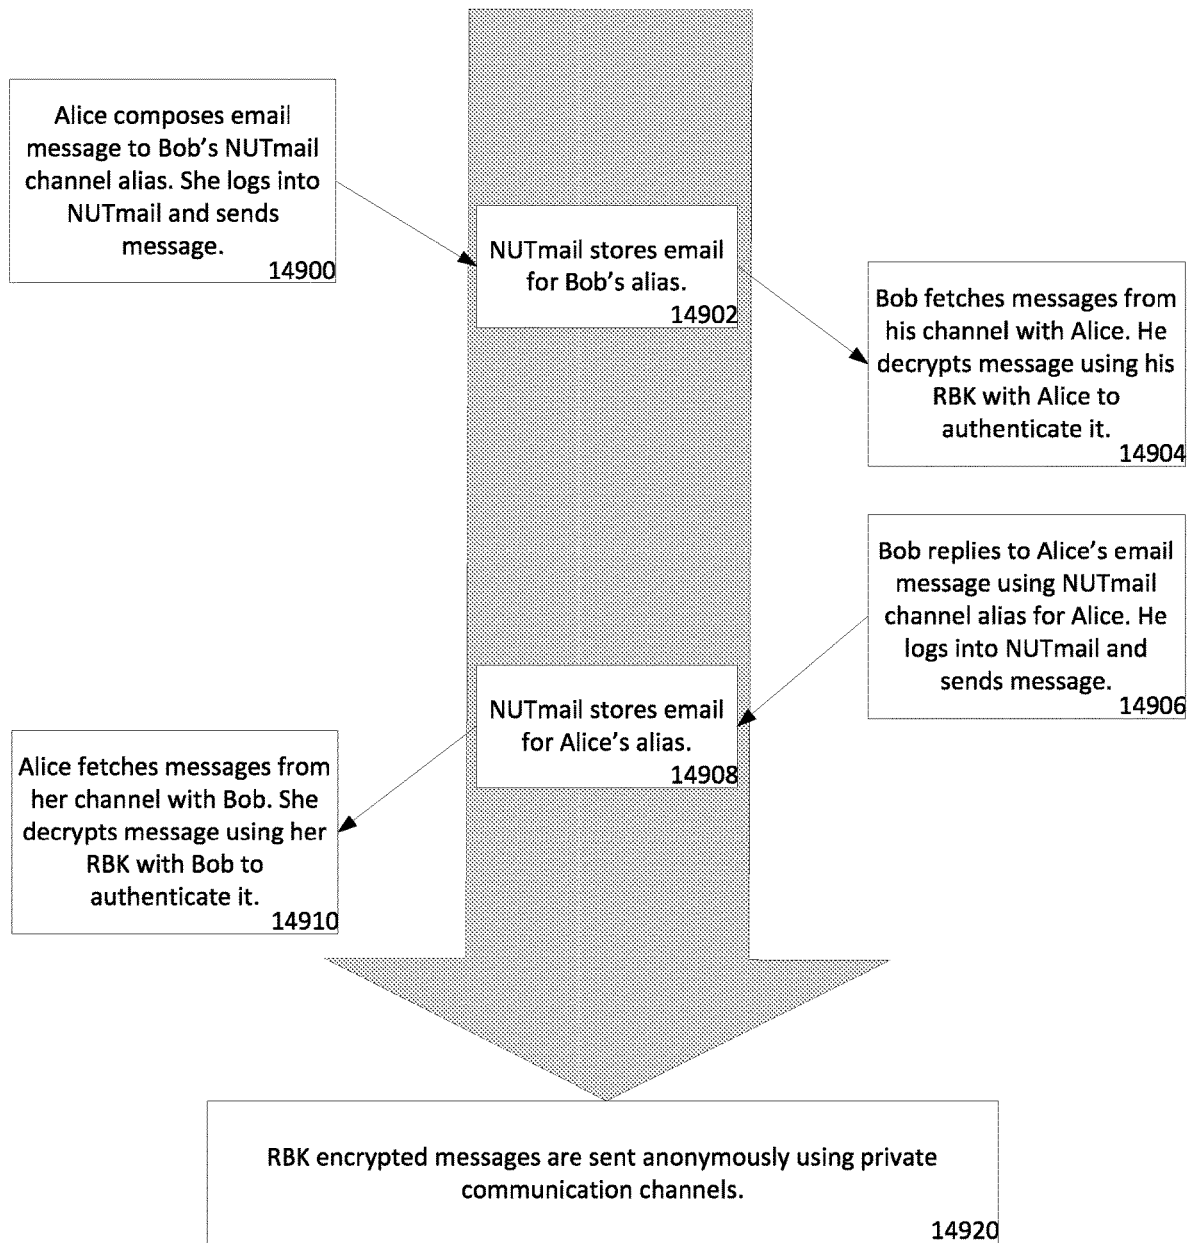 Alice composes email
message to Bob’s NUTmail
channel alias. She logs into
NUTmail and sends
message.
14900
NUTmail stores email
for Bob’s alias.
14902
Bob fetches messages from
his channel with Alice. He
decrypts message using his
RBK with Alice to
authenticate it.
14904
Bob replies to Alice’s email
message using NUTmail
channel alias for Alice. He
logs into NUTmail and
sends message.
14906
NUTmail stores email
for Alice’s alias.
14908
Alice fetches messages from
her channel with Bob. She
decrypts message using her
RBK with Bob to
authenticate it.
14910
RBK encrypted messages are sent anonymously using private
communication channels.
14920